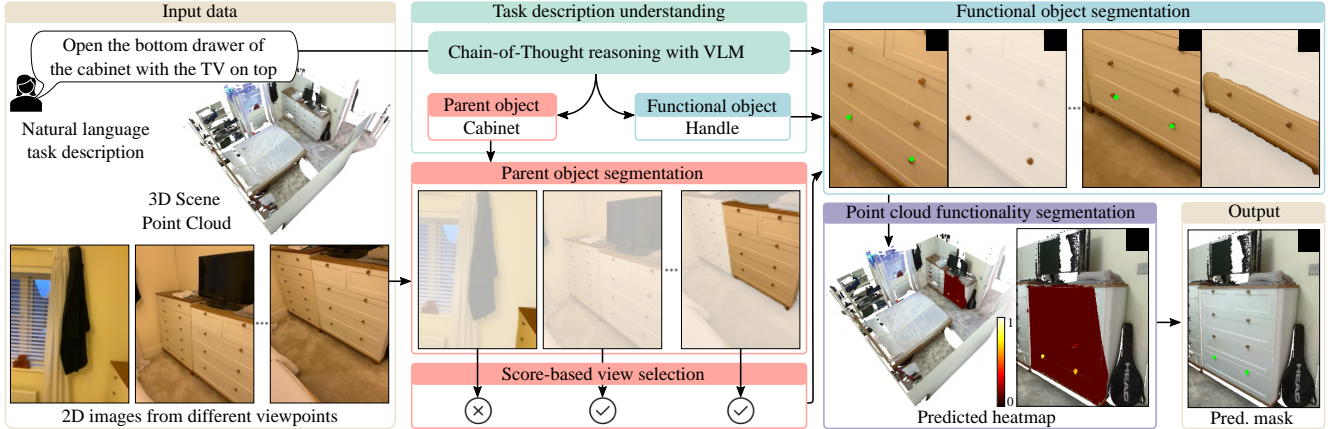 Input data
Open the bottom drawer of
the cabinet with the TV on top
Natural language
task description
3D Scene
Point Cloud
2D images from different viewpoints
Task description understanding
Chain-of-Thought reasoning with VLM
Parent object
Cabinet
Functional object
Handle
Parent object segmentation
Score-based view selection
Functional object segmentation
Point cloud functionality segmentation
1
0
HEAD
Predicted heatmap
Output
HEAD
Pred. mask